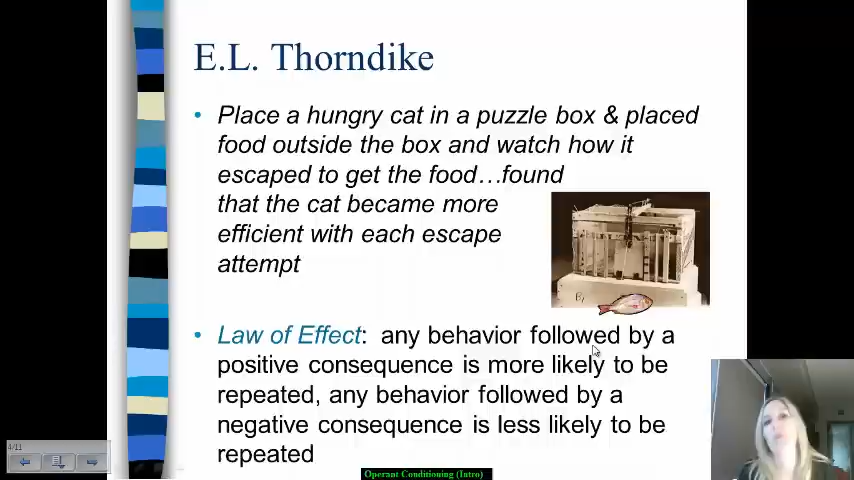 E.L. Thorndike
• Place a hungry cat in a puzzle box & placed
food outside the box and watch how it
escaped to get the food…found
that the cat became more
efficient with each escape
attempt
• Law of Effect: any behavior followed by a
positive consequence is more likely to be
repeated, any behavior followed by a
negative consequence is less likely to be
repeated
4/11
Operant Conditioning (Intro)